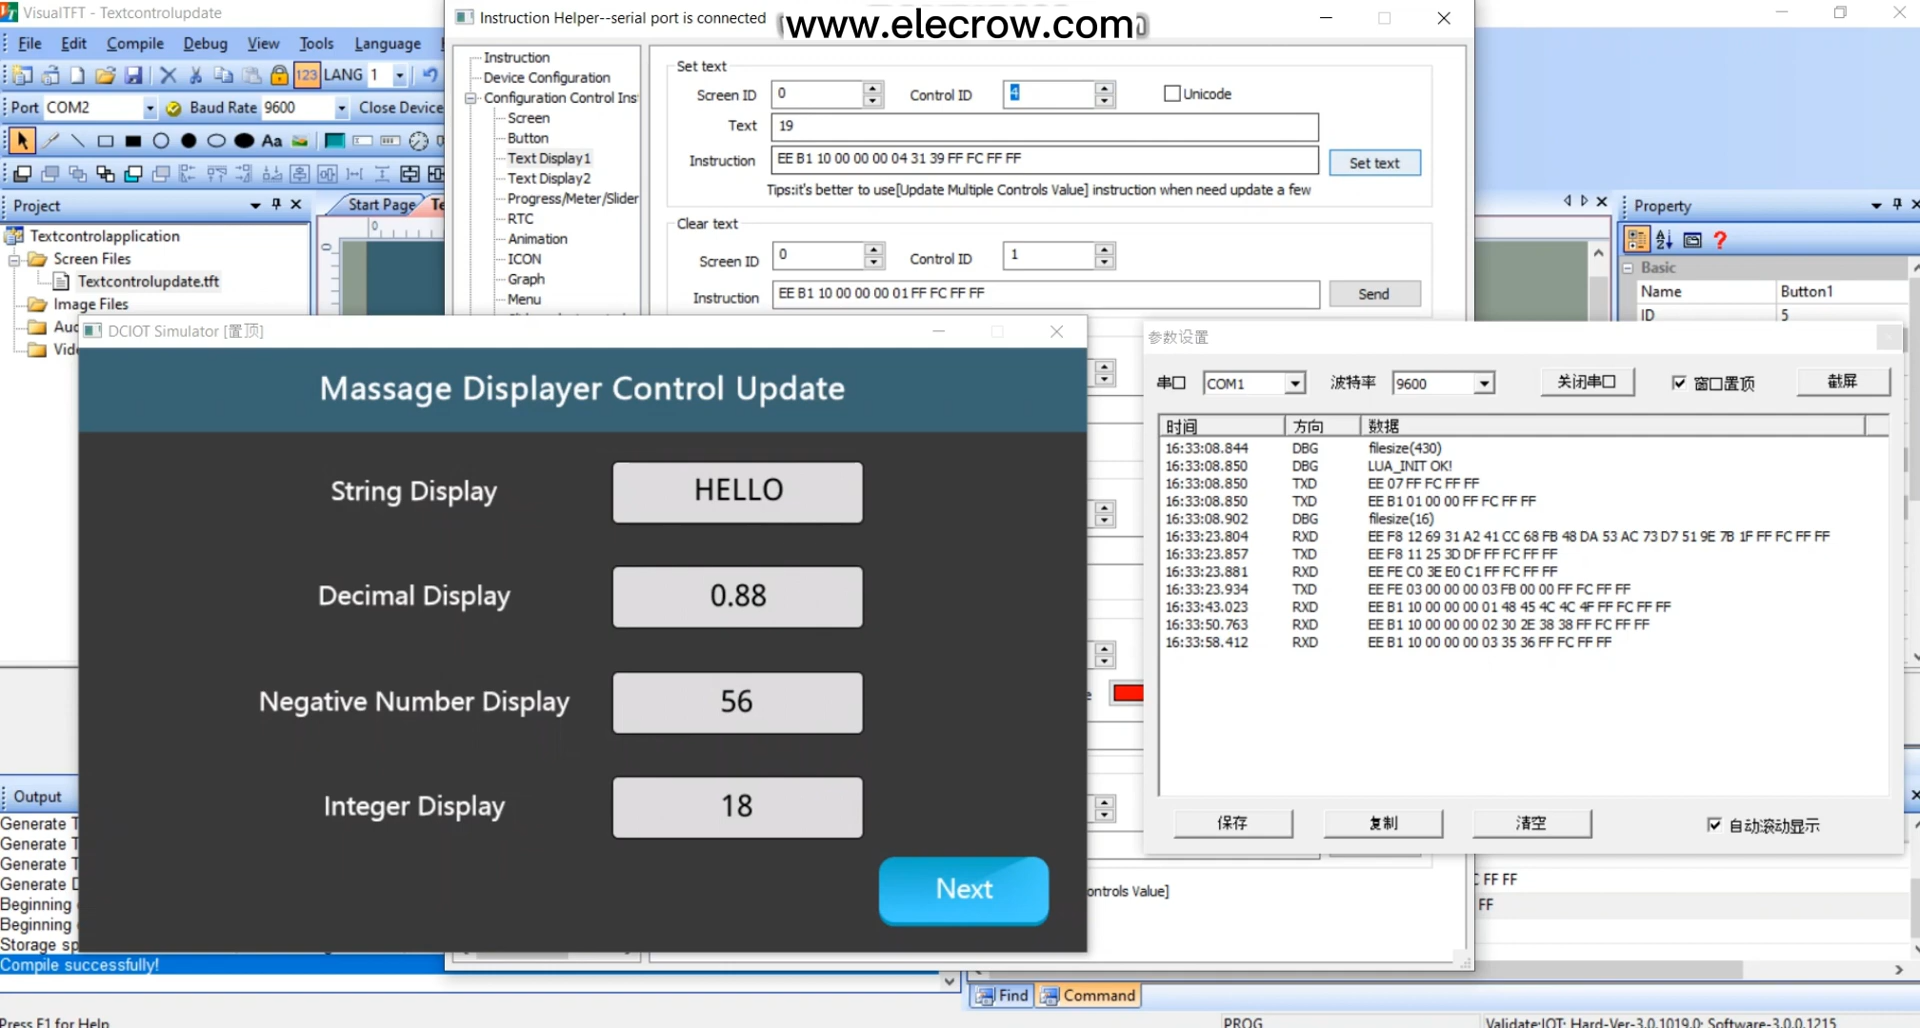 VisualTFT - Textcontrolupdate
File Edit Compile Debug View Tools Language
123 LANG 1
Port COM2 Baud Rate 9600 Close Device
Aa
Project
Start Page Te
Textcontrolapplication
Screen Files
Textcontrolupdate.tft
Image Files
Au
Vid
Instruction Helper--serial port is connected
www.elecrow.com
Instruction
Device Configuration
Configuration Control Ins
Screen
Button
Text Display1
Text Display2
Progress/Meter/Slider
RTC
Animation
ICON
Graph
Menu
Set text
Screen ID 0 Control ID 4 Unicode
Text 19
Instruction EE B1 10 00 00 00 04 31 39 FF FC FF FF Set text
Tips:it's better to use[Update Multiple Controls Value] instruction when need update a few
Clear text
Screen ID 0 Control ID 1
Instruction EE B1 10 00 00 00 01 FF FC FF FF Send
ontrols Value]
Property
Basic
Name Button1
ID 5
DCIOT Simulator [置顶]
Massage Displayer Control Update
String Display HELLO
Decimal Display 0.88
Negative Number Display 56
Integer Display 18
Next
参数设置
串口 COM1 波特率 9600 关闭串口 窗口置顶 截屏
时间 方向 数据
16:33:08.844 DBG filesize(430)
16:33:08.850 DBG LUA_INIT OK!
16:33:08.850 TXD EE 07 FF FC FF FF
16:33:08.850 TXD EE B1 01 00 00 FF FC FF FF
16:33:08.902 DBG filesize(16)
16:33:23.804 RXD EE F8 12 69 31 A2 41 CC 68 FB 48 DA 53 AC 73 D7 51 9E 7B 1F FF FC FF FF
16:33:23.857 TXD EE F8 11 25 3D DF FF FC FF FF
16:33:23.881 RXD EE FE C0 3E E0 C1 FF FC FF FF
16:33:23.934 TXD EE FE 03 00 00 00 03 FB 00 00 FF FC FF FF
16:33:43.023 RXD EE B1 10 00 00 00 01 48 45 4C 4C 4F FF FC FF FF
16:33:50.763 RXD EE B1 10 00 00 00 02 30 2E 38 38 FF FC FF FF
16:33:58.412 RXD EE B1 10 00 00 00 03 35 36 FF FC FF FF
保存 复制 清空 自动滚动显示
Output
Generate T
Generate T
Generate T
Generate D
Beginning
Beginning
Storage sp
Compile successfully!
C FF FF
FF
Find Command
Press F1 for Help
PROG
Validate:IOT: Hard-Ver-3.0.1019.0; Software-3.0.0.1215